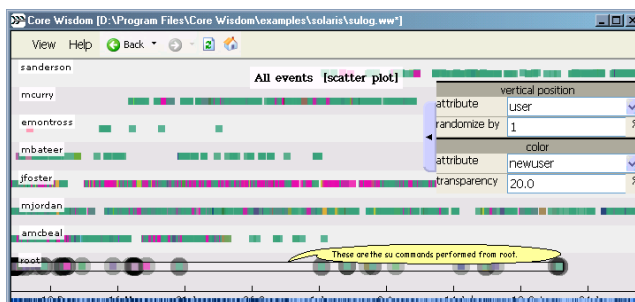 Core Wisdom [D:\Program Files\Core Wisdom\examples\solaris\sulog.ww*]
View Help Back
sanderson
All events [scatter plot]
mcurry
vertical position
attribute user
emontross
randomize by 1 %
color
mbateer
attribute newuser
jfoster
transparency 20.0 %
mjordan
amcbeal
These are the su commands performed from root.
root